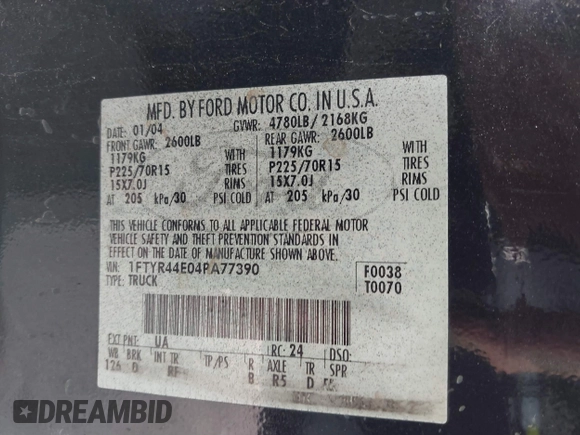 MFD. BY FORD MOTOR CO. IN U.S.A.
DATE: 01/04 GVWR: 4780LB/2168KG
FRONT GAWR: 2600LB REAR GAWR: 2600LB
1179KG WITH 1179KG WITH
P225/70R15 TIRES P225/70R15 TIRES
15X7.0J RIMS 15X7.0J RIMS
AT 205 kPa/30 PSI COLD AT 205 kPa/30 PSI COLD
THIS VEHICLE CONFORMS TO ALL APPLICABLE FEDERAL MOTOR
VEHICLE SAFETY AND THEFT PREVENTION STANDARDS IN
EFFECT ON THE DATE OF MANUFACTURE SHOWN ABOVE.
VIN: 1FTYR44E04PA77390 F0038
TYPE: TRUCK T0070
EXT PNT: UA RC: 24 DSO:
WB BRK INT TR TP/PS R AXLE TR SPR
126 D RF B R5 D
DREAMBID